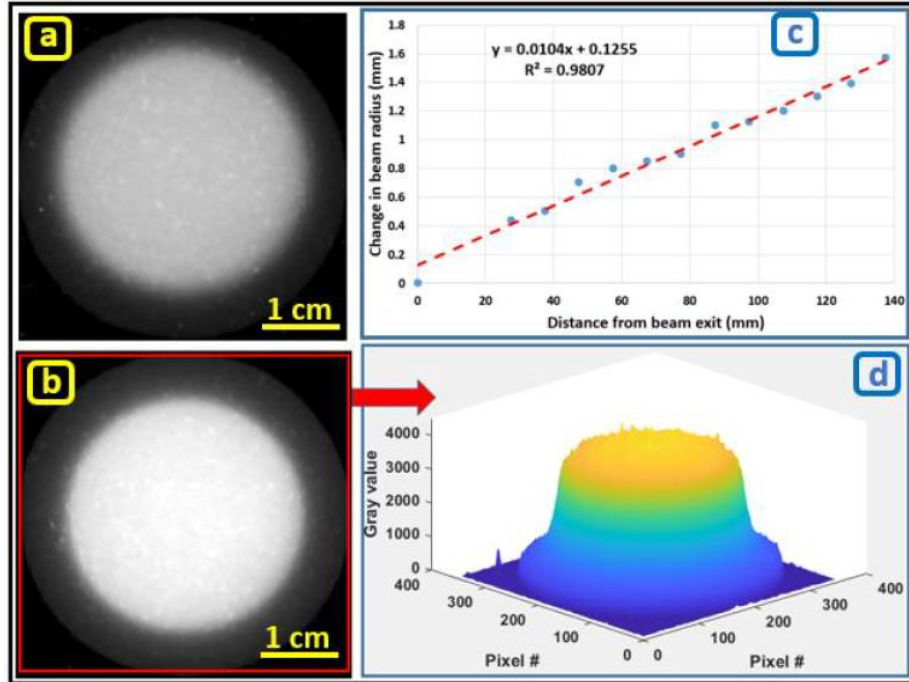 a
1 cm
b
1 cm
c
y = 0.0104x + 0.1255
R² = 0.9807
Change in beam radius (mm)
1.8
1.6
1.4
1.2
1
0.8
0.6
0.4
0.2
0
0 20 40 60 80 100 120 140
Distance from beam exit (mm)
d
Gray value
4000
3000
2000
1000
0
400 300 200 100 0
0 100 200 300 400
Pixel # Pixel #